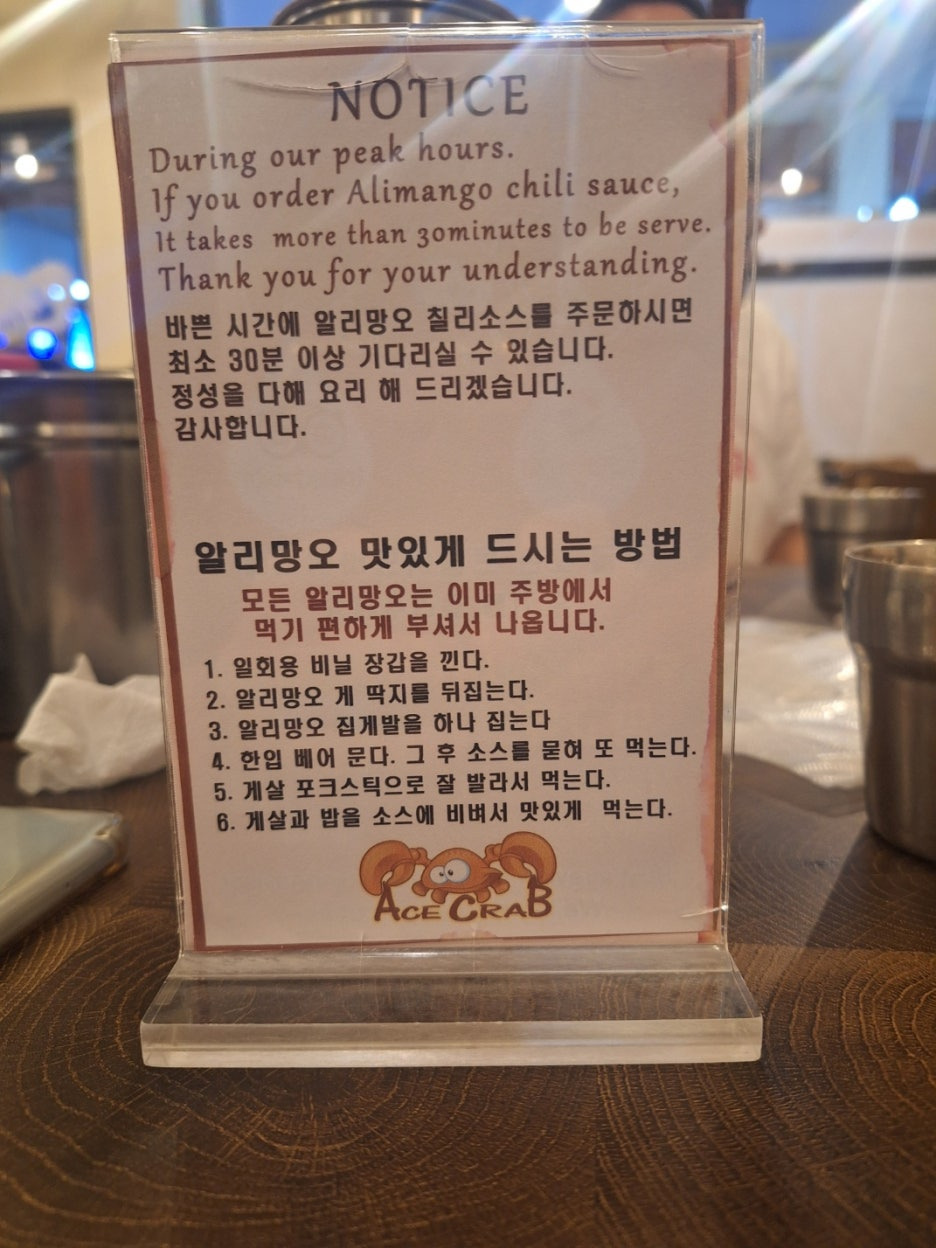 NOTICE
During our peak hours.
If you order Alimango chili sauce,
It takes more than 30minutes to be serve.
Thank you for your understanding.
바쁜 시간에 알리망오 칠리소스를 주문하시면
최소 30분 이상 기다리실 수 있습니다.
정성을 다해 요리 해 드리겠습니다.
감사합니다.
알리망오 맛있게 드시는 방법
모든 알리망오는 이미 주방에서
먹기 편하게 부셔서 나옵니다.
1. 일회용 비닐 장갑을 낀다.
2. 알리망오 게 딱지를 뒤집는다.
3. 알리망오 집게발을 하나 집는다
4. 한입 베어 문다. 그 후 소스를 묻혀 또 먹는다.
5. 게살 포크스틱으로 잘 발라서 먹는다.
6. 게살과 밥을 소스에 비벼서 맛있게 먹는다.
ACE CRAB